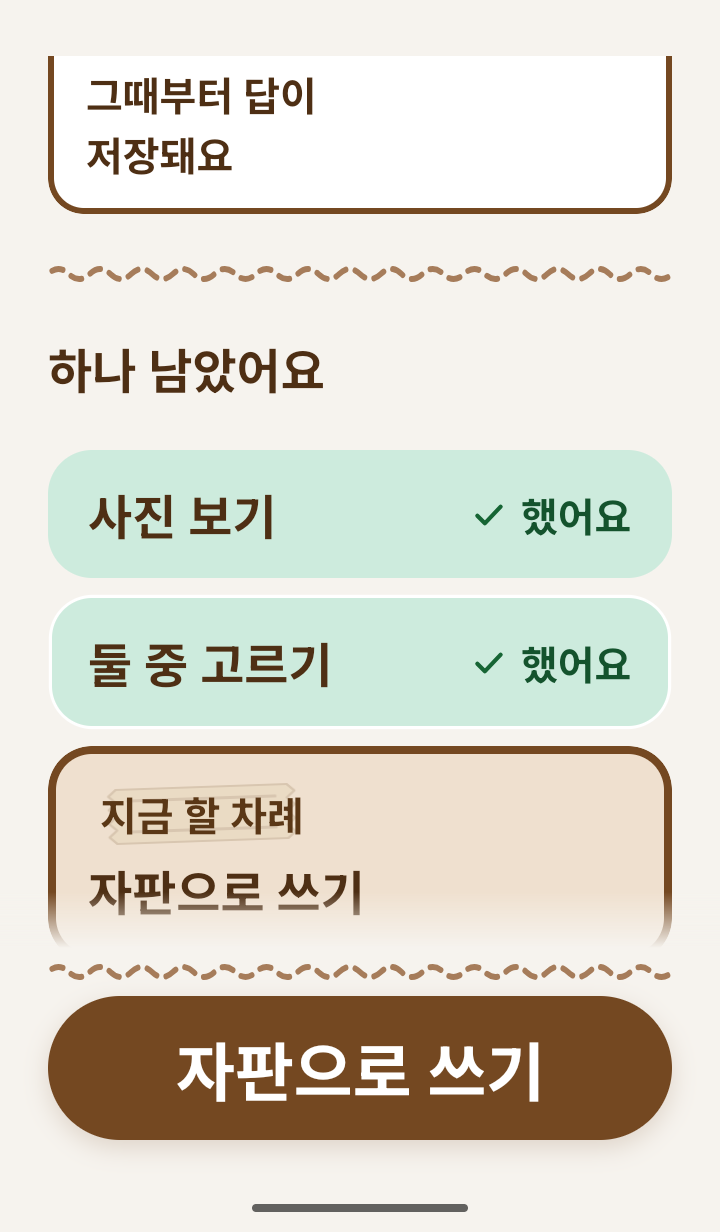 그때부터 답이
저장돼요
하나 남았어요
사진 보기
했어요
둘 중 고르기
했어요
지금 할 차례
자판으로 쓰기
자판으로 쓰기